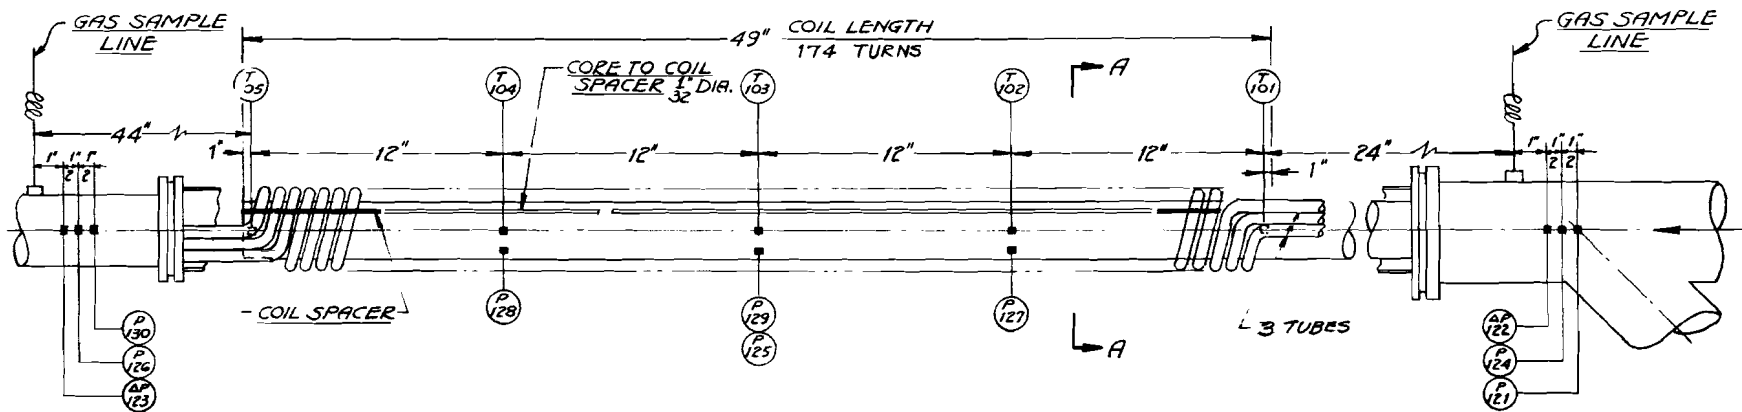 GAS SAMPLE
LINE
49" COIL LENGTH
174 TURNS
GAS SAMPLE
LINE
CORE TO COIL
SPACER 1/32" DIA.
A
T
105
T
104
T
103
T
102
T
101
44"
1"
12"
12"
12"
12"
24"
1"
1"
1"
2
1"
2
1"
1"
2
1"
2
COIL SPACER
P
128
P
129
P
125
P
127
A
3 TUBES
P
130
P
126
ΔP
123
ΔP
122
P
124
P
121